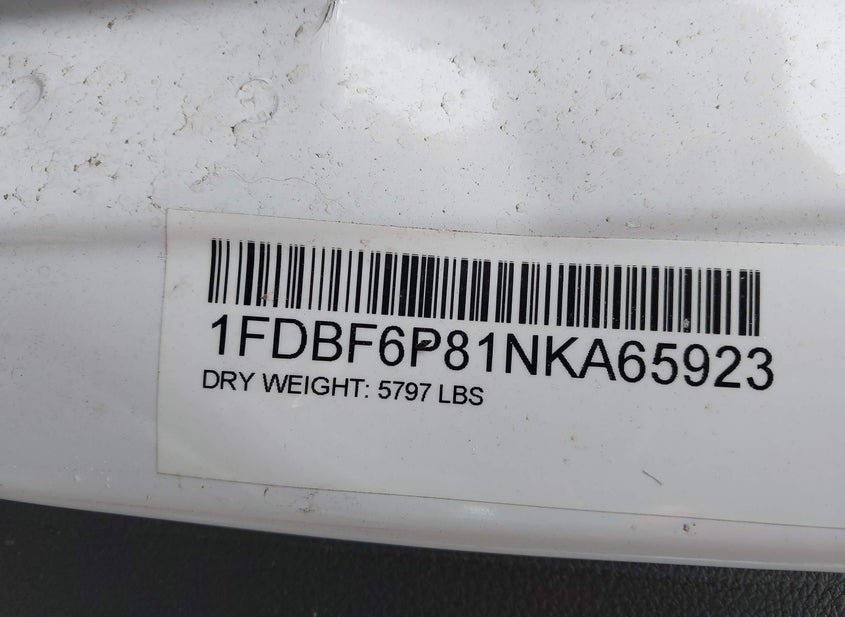 1FDBF6P81NKA65923
DRY WEIGHT: 5797 LBS